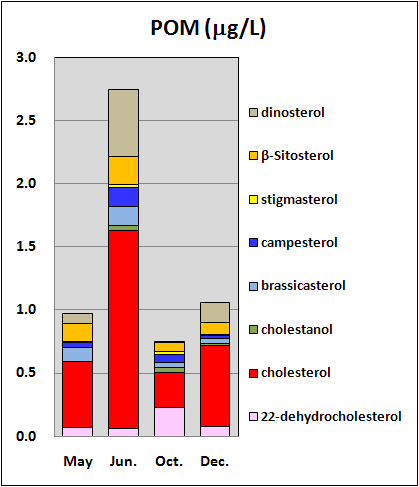 POM (μg/L)
3.0
2.5
2.0
1.5
1.0
0.5
0.0
May Jun. Oct. Dec.
dinosterol
β-Sitosterol
stigmasterol
campesterol
brassicasterol
cholestanol
cholesterol
22-dehydrocholesterol